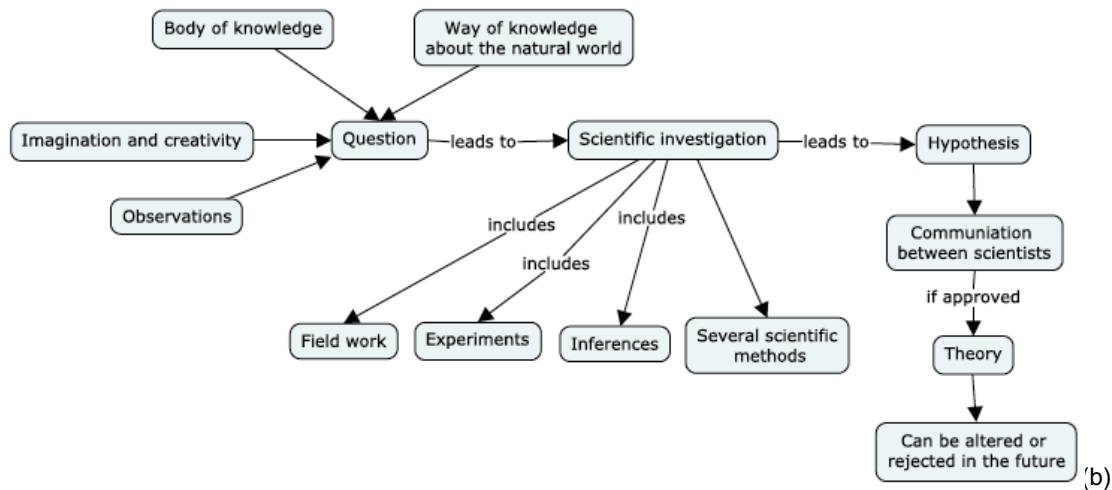 Body of knowledge
Way of knowledge
about the natural world
Imagination and creativity
Question
leads to
Scientific investigation
leads to
Hypothesis
Observations
includes
includes
includes
Communiation
between scientists
if approved
Field work
Experiments
Inferences
Several scientific
methods
Theory
Can be altered or
rejected in the future
(b)